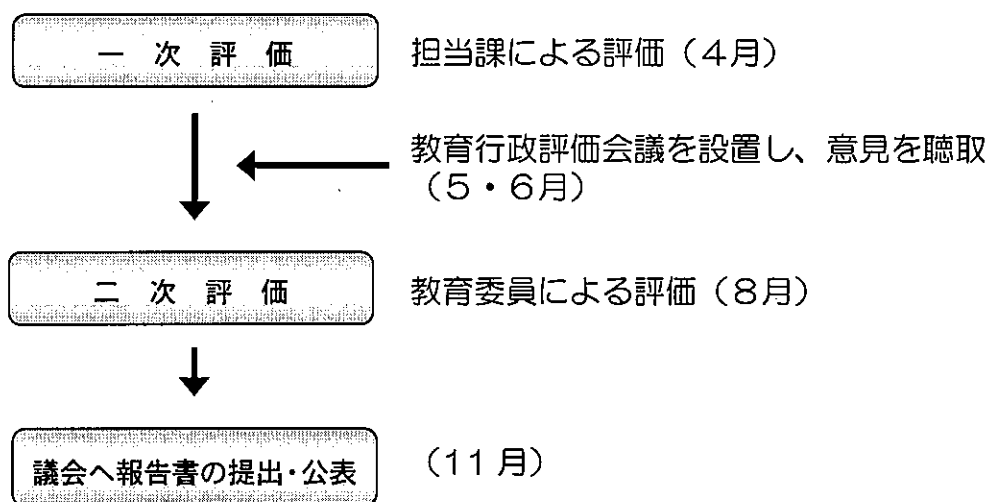 一次評価
担当課による評価（４月）
教育行政評価会議を設置し、意見を聴取
（５・６月）
二次評価
教育委員による評価（８月）
議会へ報告書の提出・公表
（11月）